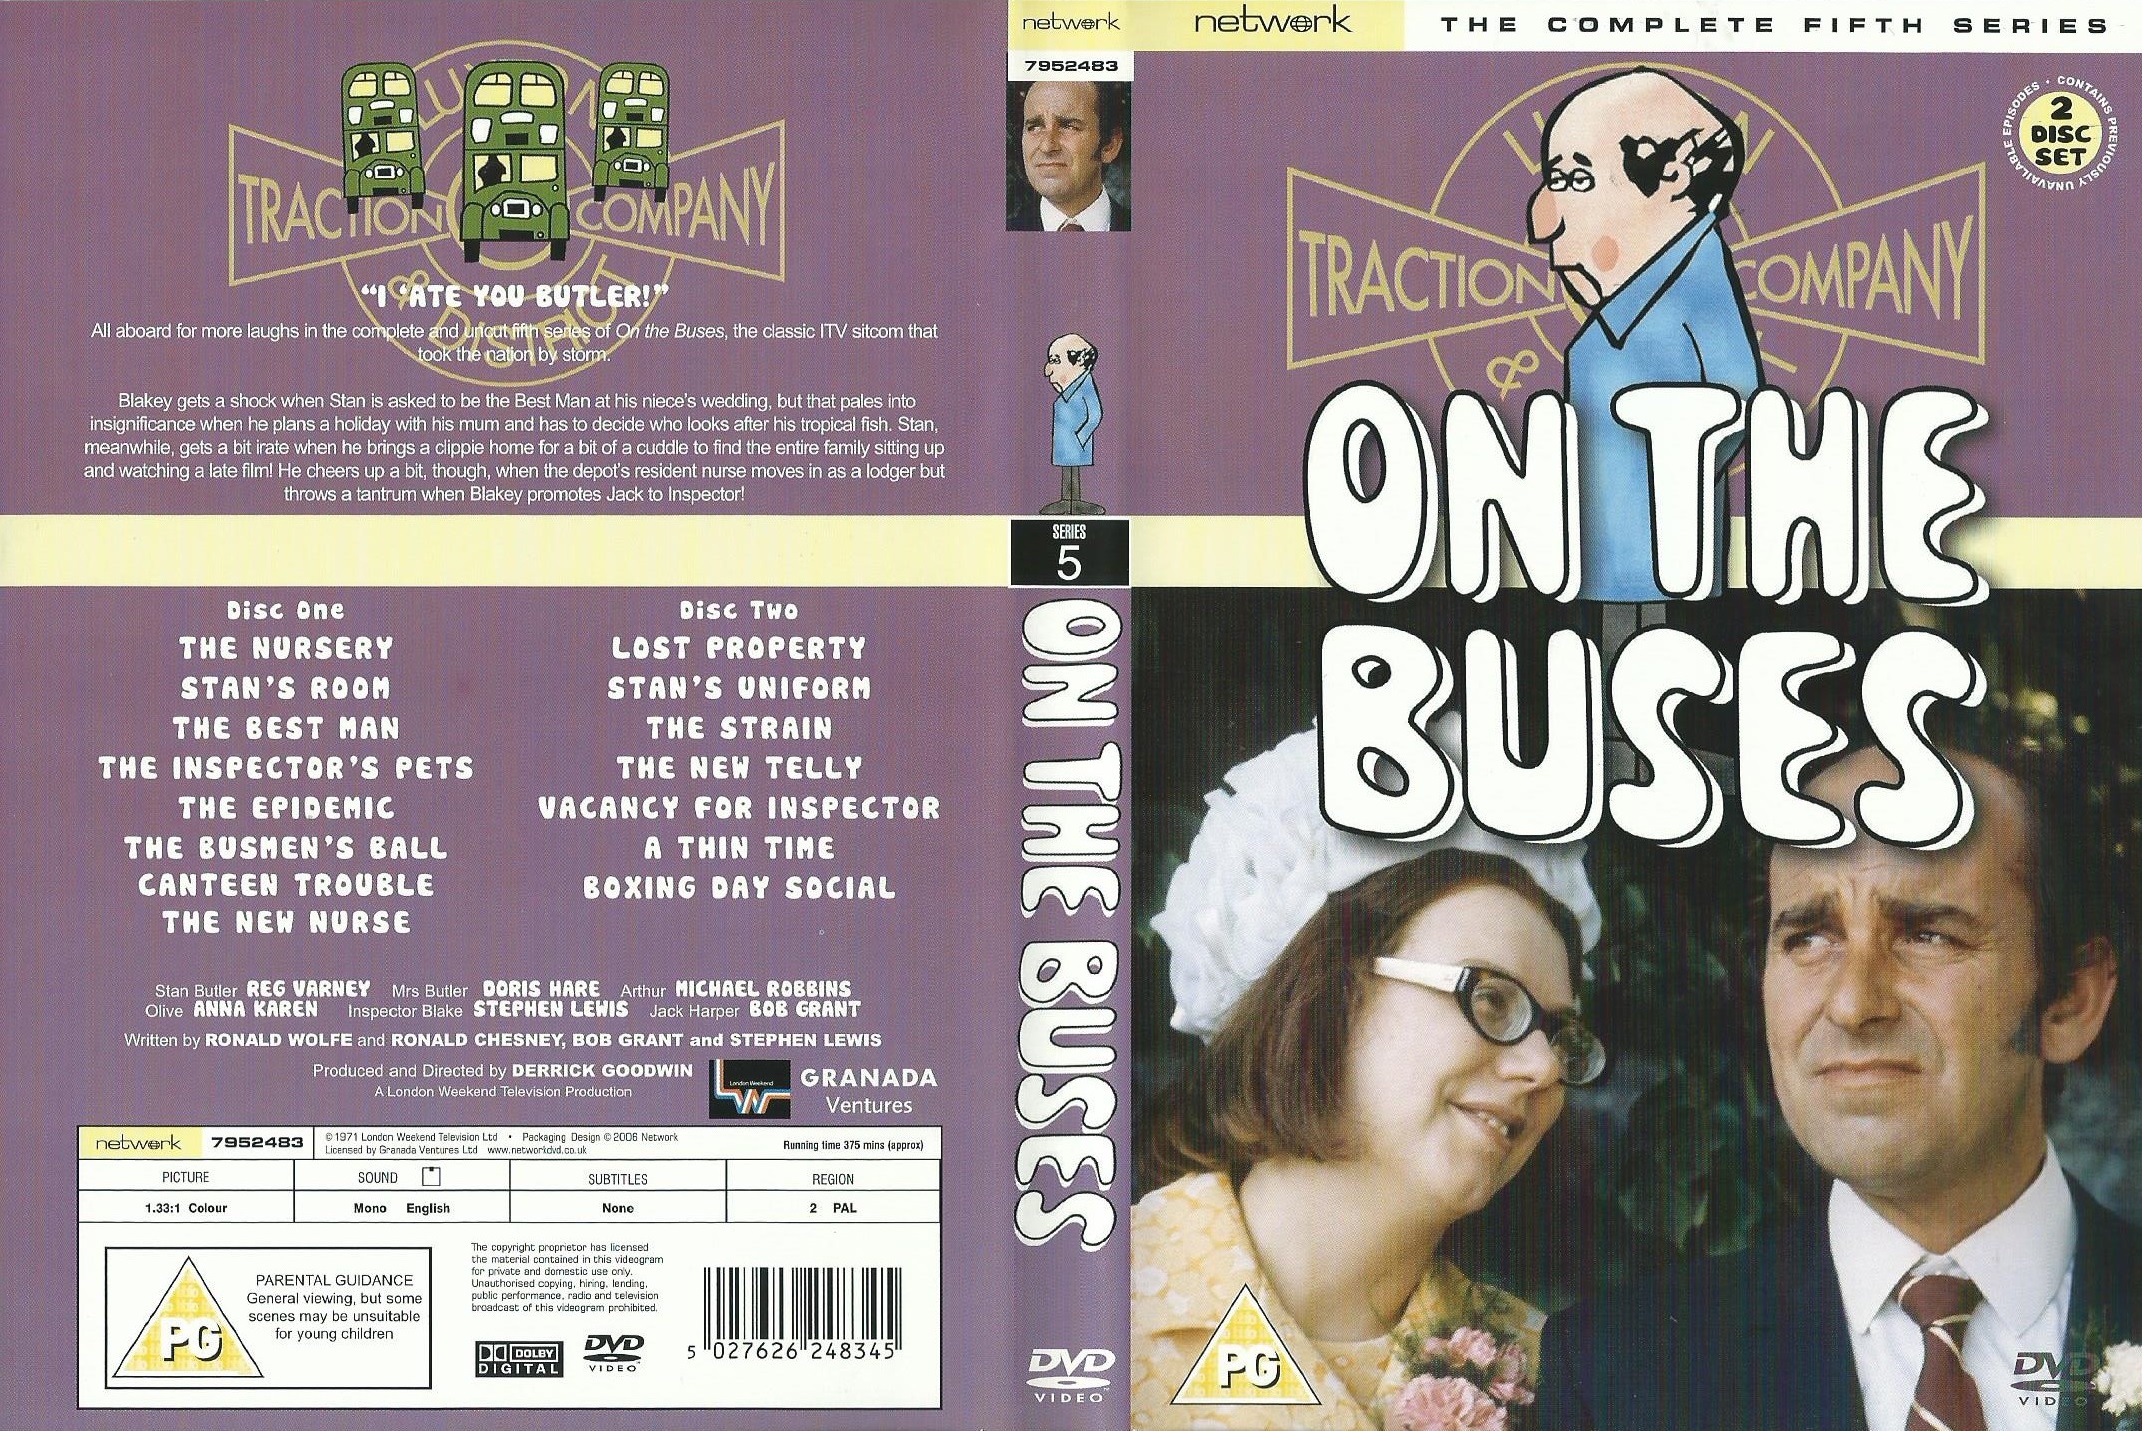 LUXTON
TRACTION COMPANY
& DISTRICT
“I ‘ATE YOU BUTLER!”
All aboard for more laughs in the complete and uncut fifth series of On the Buses, the classic ITV sitcom that
took the nation by storm.
Blakey gets a shock when Stan is asked to be the Best Man at his niece's wedding, but that pales into
insignificance when he plans a holiday with his mum and has to decide who looks after his tropical fish. Stan,
meanwhile, gets a bit irate when he brings a clippie home for a bit of a cuddle to find the entire family sitting up
and watching a late film! He cheers up a bit, though, when the depot's resident nurse moves in as a lodger but
throws a tantrum when Blakey promotes Jack to Inspector!
Disc One
THE NURSERY
STAN'S ROOM
THE BEST MAN
THE INSPECTOR'S PETS
THE EPIDEMIC
THE BUSMEN'S BALL
CANTEEN TROUBLE
THE NEW NURSE
Disc Two
LOST PROPERTY
STAN'S UNIFORM
THE STRAIN
THE NEW TELLY
VACANCY FOR INSPECTOR
A THIN TIME
BOXING DAY SOCIAL
Stan Butler REG VARNEY Mrs Butler DORIS HARE Arthur MICHAEL ROBBINS
Olive ANNA KAREN Inspector Blake STEPHEN LEWIS Jack Harper BOB GRANT
Written by RONALD WOLFE and RONALD CHESNEY, BOB GRANT and STEPHEN LEWIS
Produced and Directed by DERRICK GOODWIN
A London Weekend Television Production
London Weekend
GRANADA
Ventures
network 7952483
© 1971 London Weekend Television Ltd • Packaging Design © 2006 Network
Licensed by Granada Ventures Ltd www.networkdvd.co.uk
Running time 375 mins (approx)
PICTURE SOUND SUBTITLES REGION
1.33:1 Colour Mono English None 2 PAL
PG
PARENTAL GUIDANCE
General viewing, but some
scenes may be unsuitable
for young children
The copyright proprietor has licensed
the material contained in this videogram
for private and domestic use only.
Unauthorised copying, hiring, lending,
public performance, radio and television
broadcast of this videogram prohibited.
DOLBY
DIGITAL
DVD
VIDEO
5 027626 248345
network
7952483
SERIES
5
ON THE BUSES
DVD
VIDEO
network
THE COMPLETE FIFTH SERIES
CONTAINS PREVIOUSLY UNAVAILABLE EPISODES •
2
DISC
SET
LUXTON
TRACTION COMPANY
&
ON THE
BUSES
PG
DVD
VIDEO